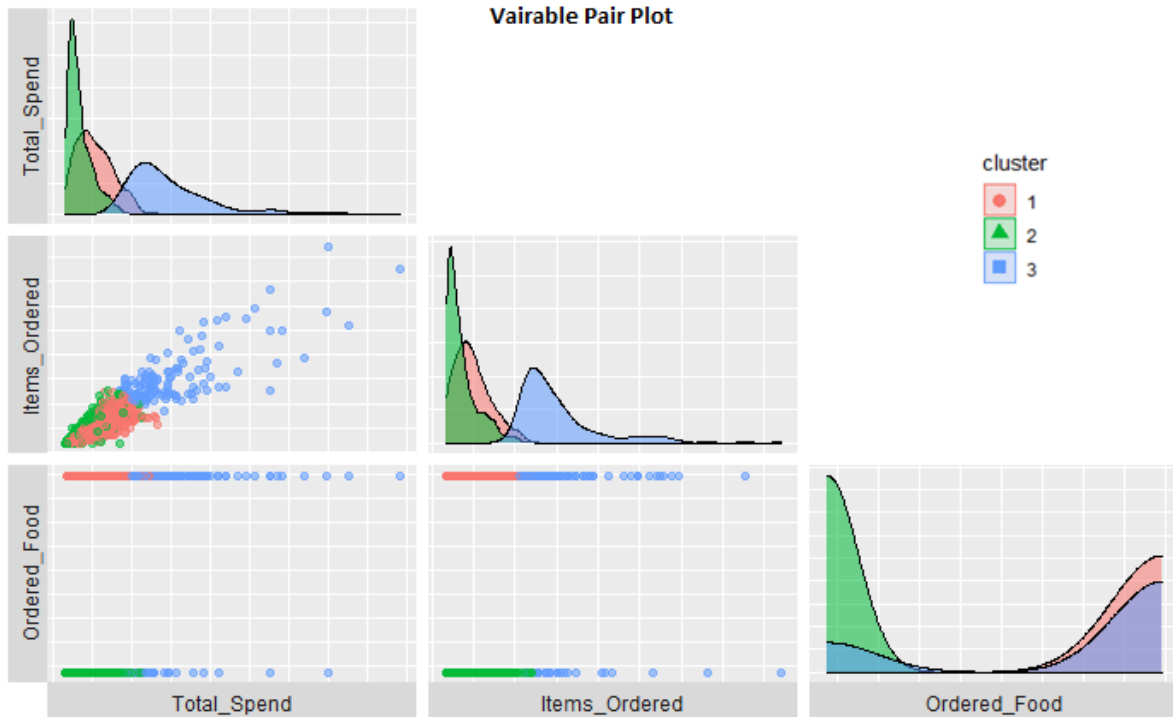 Vairable Pair Plot
Total_Spend
cluster
1
2
3
Items_Ordered
Ordered_Food
Total_Spend
Items_Ordered
Ordered_Food